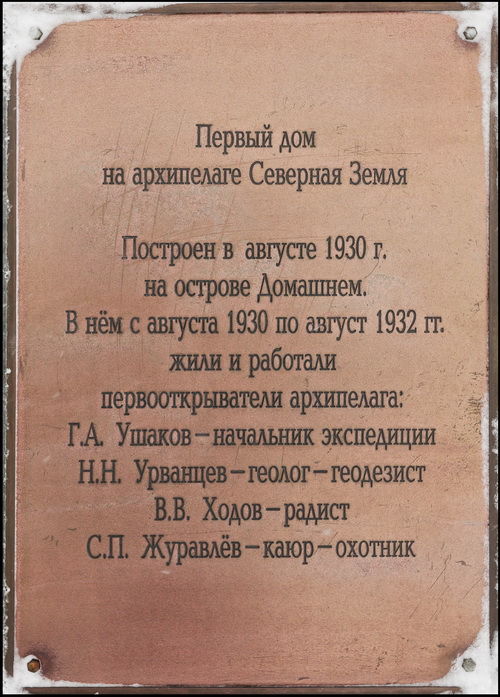 Первый дом
на архипелаге Северная Земля
Построен в августе 1930 г.
на острове Домашнем.
В нём с августа 1930 по август 1932 гг.
жили и работали
первооткрыватели архипелага:
Г.А. Ушаков – начальник экспедиции
Н.Н. Урванцев – геолог – геодезист
В.В. Ходов – радист
С.П. Журавлёв – каюр – охотник